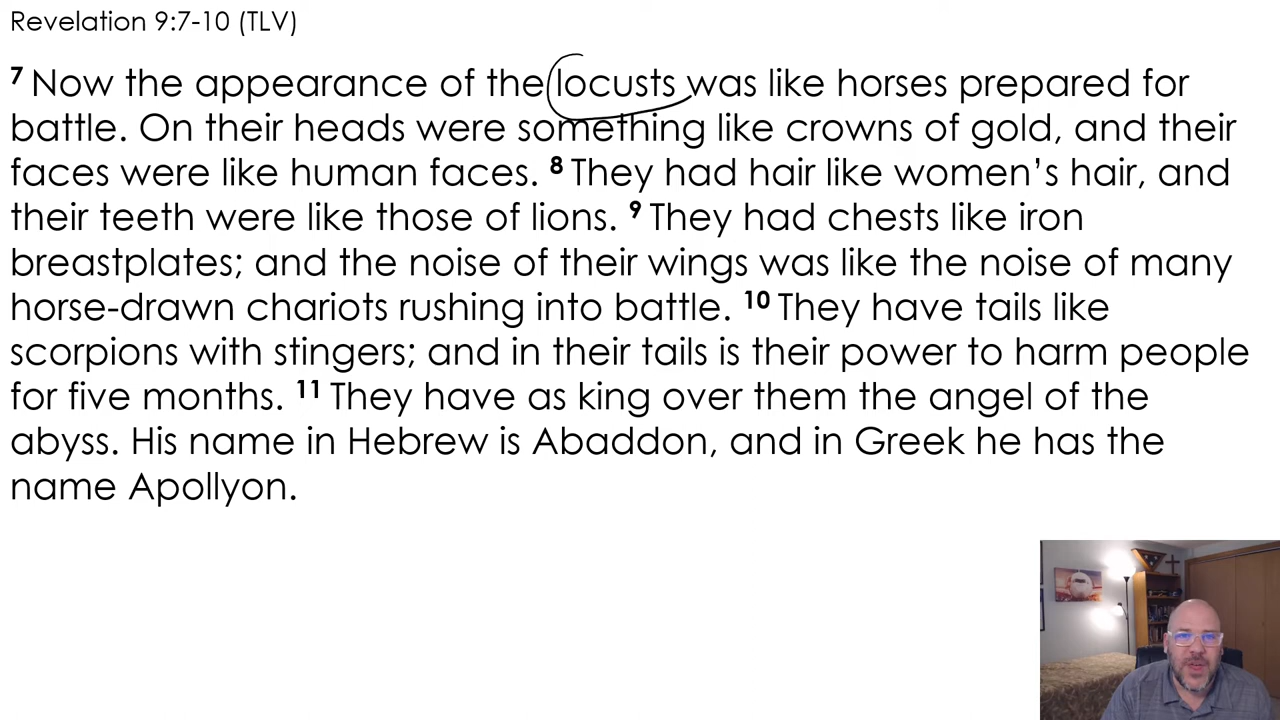 Revelation 9:7-10 (TLV)
7 Now the appearance of the locusts was like horses prepared for
battle. On their heads were something like crowns of gold, and their
faces were like human faces. 8 They had hair like women’s hair, and
their teeth were like those of lions. 9 They had chests like iron
breastplates; and the noise of their wings was like the noise of many
horse-drawn chariots rushing into battle. 10 They have tails like
scorpions with stingers; and in their tails is their power to harm people
for five months. 11 They have as king over them the angel of the
abyss. His name in Hebrew is Abaddon, and in Greek he has the
name Apollyon.